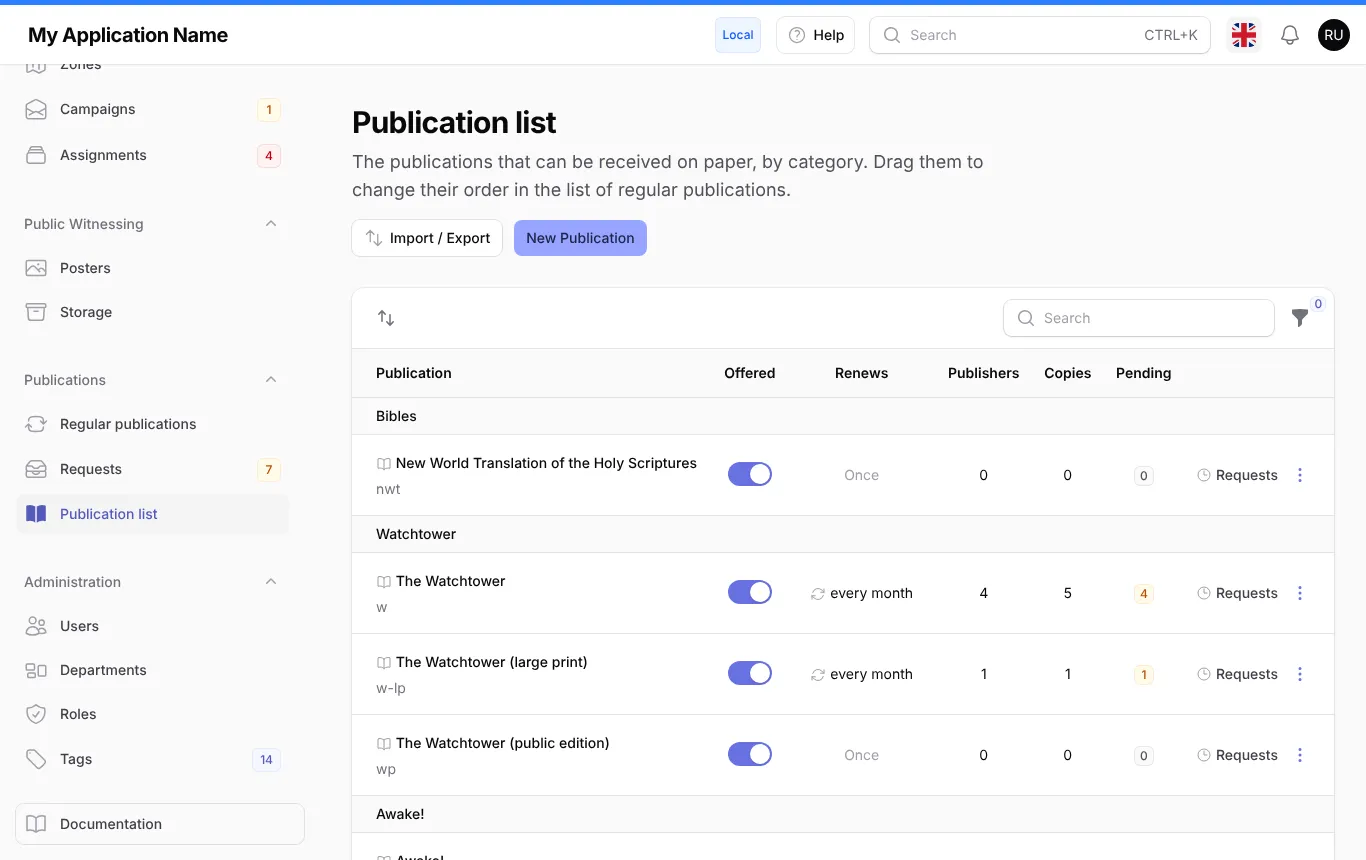 My Application Name
Local
Help
Search
CTRL+K
RU
Zones
Campaigns
1
Assignments
4
Public Witnessing
Posters
Storage
Publications
Regular publications
Requests
7
Publication list
Administration
Users
Departments
Roles
Tags
14
Documentation
Publication list
The publications that can be received on paper, by category. Drag them to
change their order in the list of regular publications.
Import / Export
New Publication
Search
0
Publication Offered Renews Publishers Copies Pending
Bibles
New World Translation of the Holy Scriptures
nwt
Once 0 0 0 Requests
Watchtower
The Watchtower
w
every month 4 5 4 Requests
The Watchtower (large print)
w-lp
every month 1 1 1 Requests
The Watchtower (public edition)
wp
Once 0 0 0 Requests
Awake!
Awake!